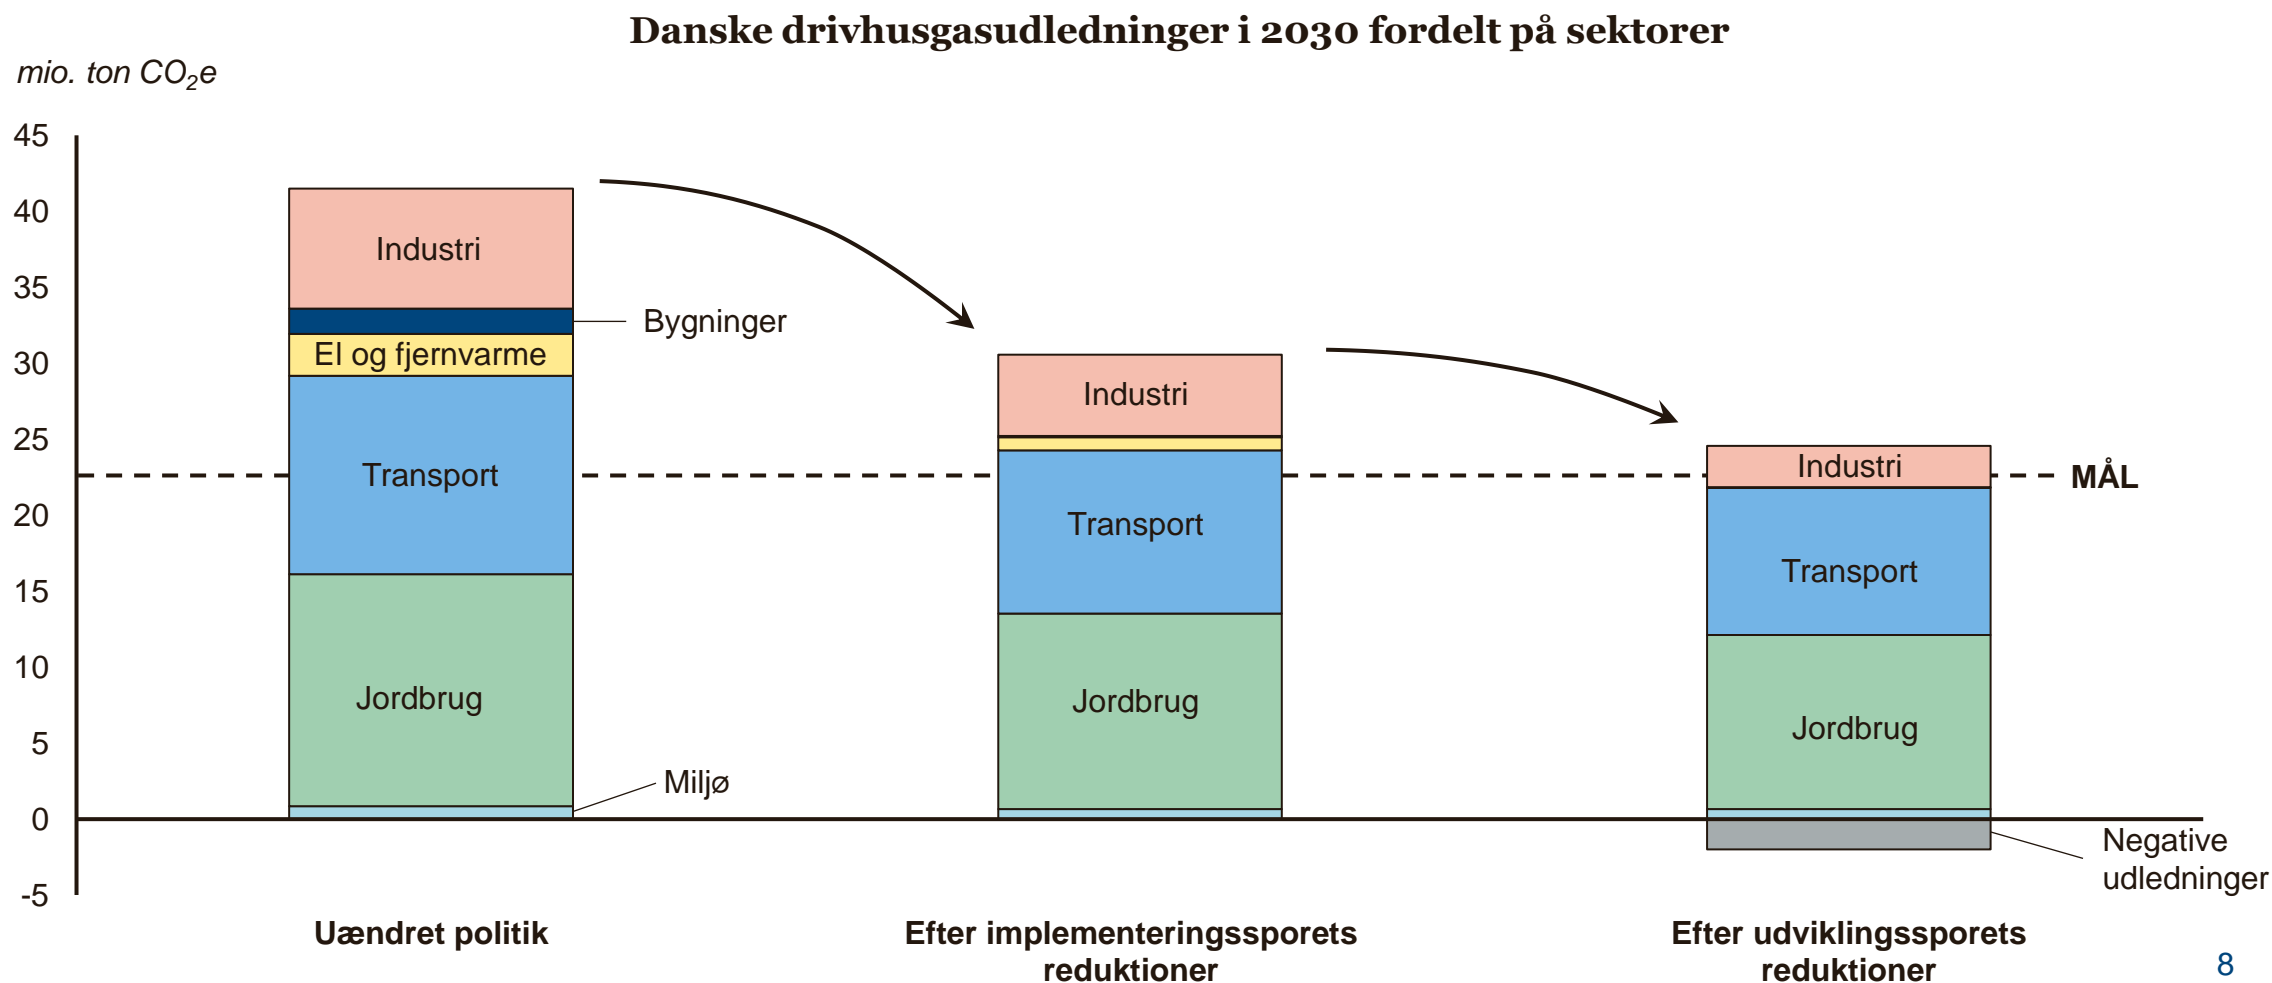 Danske drivhusgasudledninger i 2030 fordelt på sektorer
mio. ton CO₂e
45
40
35
30
25
20
15
10
5
0
-5
Industri
Bygninger
El og fjernvarme
Transport
Jordbrug
Miljø
Industri
Transport
Jordbrug
Industri
Transport
Jordbrug
MÅL
Negative
udledninger
Uændret politik
Efter implementeringssporets
reduktioner
Efter udviklingssporets
reduktioner
8